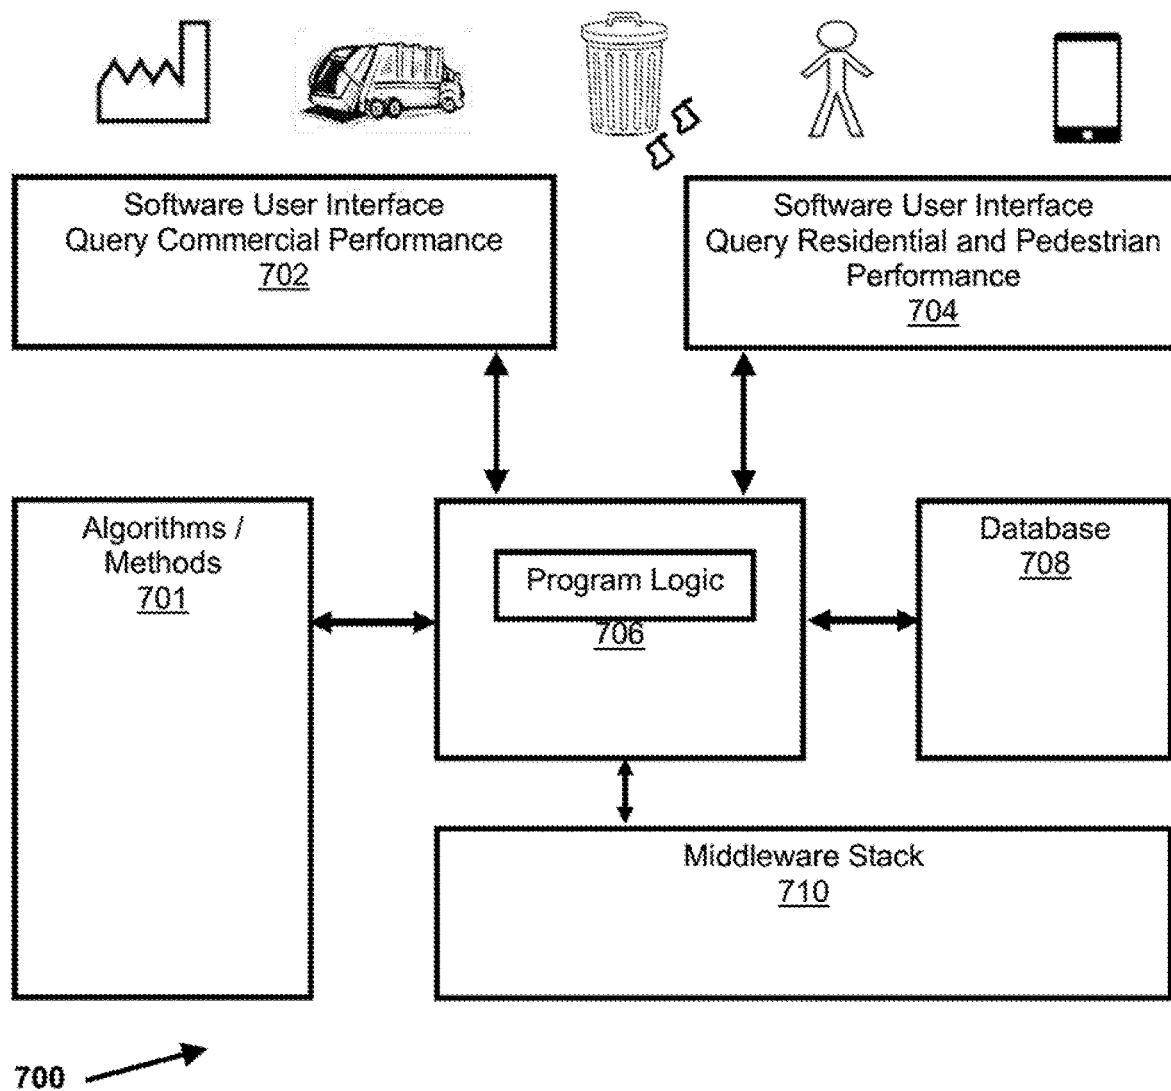 Software User Interface
Query Commercial Performance
702
Software User Interface
Query Residential and Pedestrian
Performance
704
Algorithms /
Methods
701
Program Logic
706
Database
708
Middleware Stack
710
700